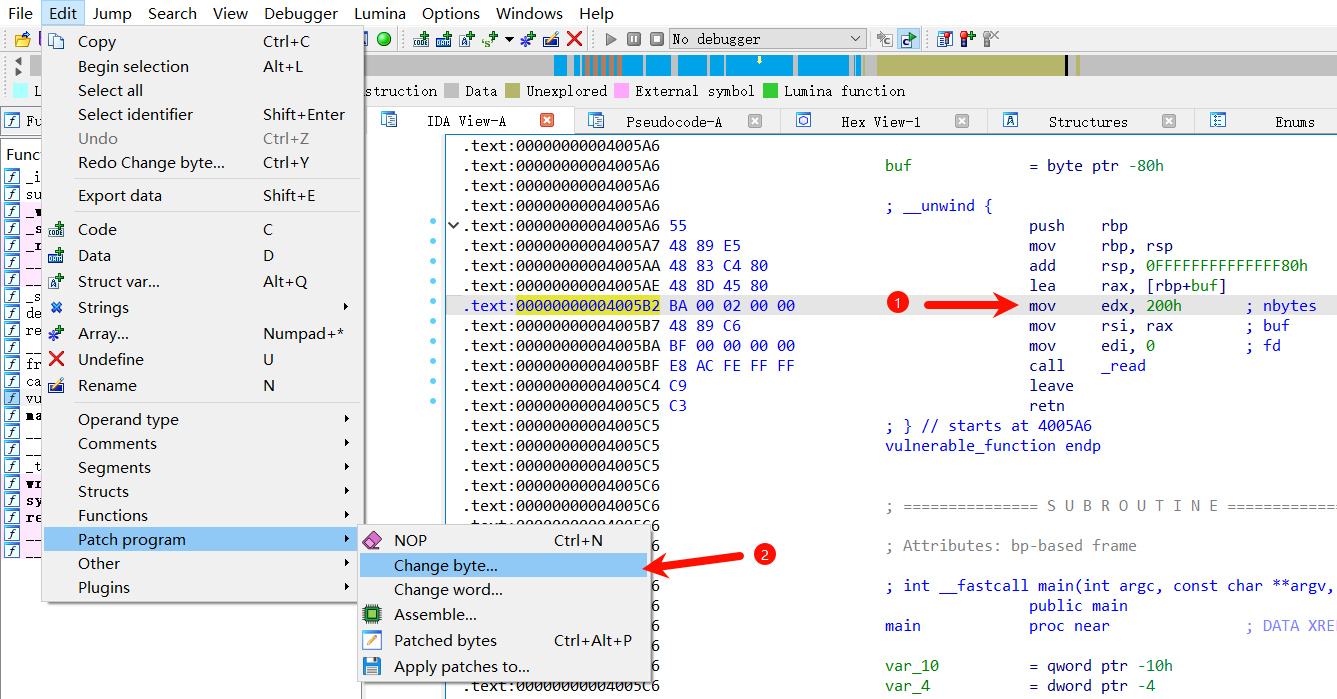 File Edit Jump Search View Debugger Lumina Options Windows Help
No debugger
Copy Ctrl+C
Begin selection Alt+L
Select all
Select identifier Shift+Enter
Undo Ctrl+Z
Redo Change byte... Ctrl+Y
Export data Shift+E
Code C
Data D
Struct var... Alt+Q
Strings
Array... Numpad+*
Undefine U
Rename N
Operand type
Comments
Segments
Structs
Functions
Patch program
Other
Plugins
NOP Ctrl+N
Change byte...
Change word...
Assemble...
Patched bytes Ctrl+Alt+P
Apply patches to...
Data Unexplored External symbol Lumina function
IDA View-A Pseudocode-A Hex View-1 Structures Enums
.text:00000000004005A6
.text:00000000004005A6 buf = byte ptr -80h
.text:00000000004005A6
.text:00000000004005A6 ; __unwind {
.text:00000000004005A6 55 push rbp
.text:00000000004005A7 48 89 E5 mov rbp, rsp
.text:00000000004005AA 48 83 C4 80 add rsp, 0FFFFFFFFFFFFFF80h
.text:00000000004005AE 48 8D 45 80 lea rax, [rbp+buf]
.text:00000000004005B2 BA 00 02 00 00 1 mov edx, 200h ; nbytes
.text:00000000004005B7 48 89 C6 mov rsi, rax ; buf
.text:00000000004005BA BF 00 00 00 00 mov edi, 0 ; fd
.text:00000000004005BF E8 AC FE FF FF call _read
.text:00000000004005C4 C9 leave
.text:00000000004005C5 C3 retn
.text:00000000004005C5 ; } // starts at 4005A6
.text:00000000004005C5 vulnerable_function endp
.text:00000000004005C5
.text:00000000004005C6
.text:00000000004005C6
.text:00000000004005C6 ; =============== S U B R O U T I N E =============
2
; Attributes: bp-based frame
; int __fastcall main(int argc, const char **argv,
public main
main proc near ; DATA XRE
var_10 = qword ptr -10h
.text:00000000004005C6 var_4 = dword ptr -4